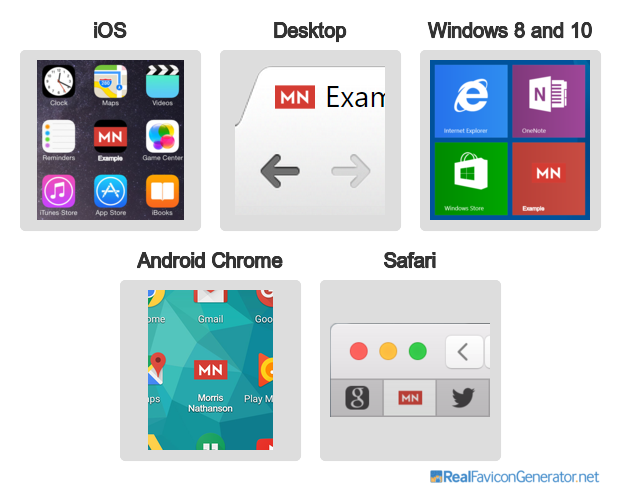 iOS
Desktop
Windows 8 and 10
Clock
Maps
Videos
Reminders
MN
Example
Game Center
iTunes Store
App Store
iBooks
MN Exam
Internet Explorer
N
OneNote
Windows Store
MN
Example
Android Chrome
Safari
ome
Gmail
Goo
aps
MN
Morris
Nathanson
Play M
g
MN
RealFaviconGenerator.net